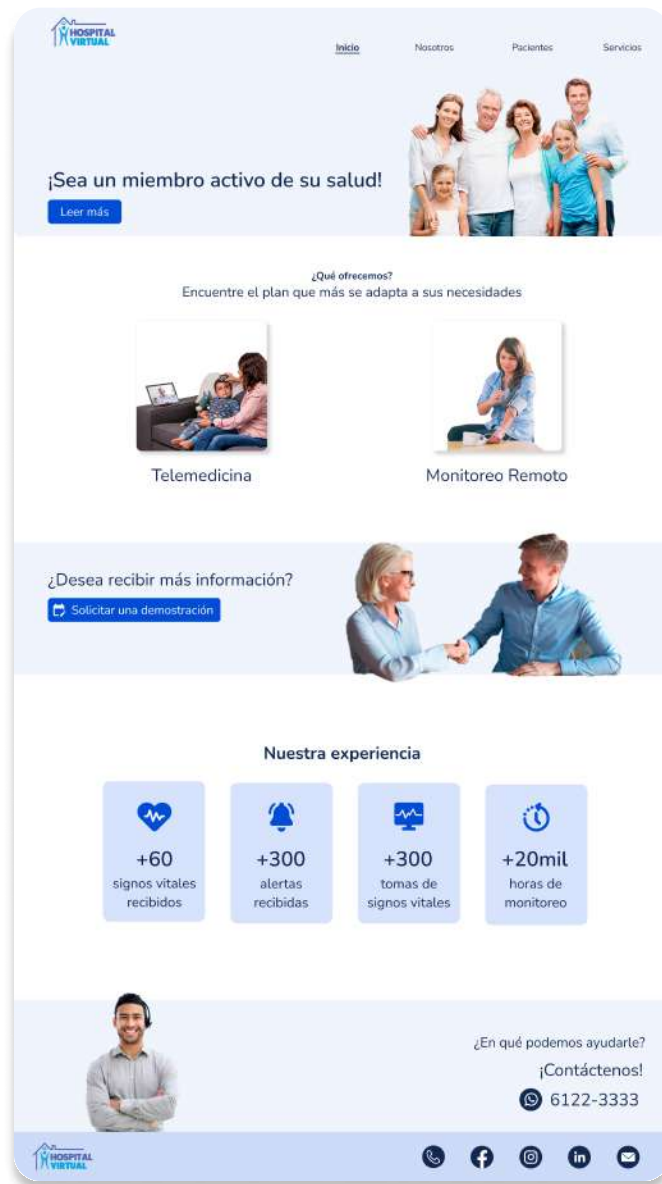 HOSPITAL
VIRTUAL
Inicio
Nosotros
Pacientes
Servicios
¡Sea un miembro activo de su salud!
Leer más
¿Qué ofrecemos?
Encuentre el plan que más se adapta a sus necesidades
Telemedicina
Monitoreo Remoto
¿Desea recibir más información?
Solicitar una demostración
Nuestra experiencia
+60
signos vitales
recibidos
+300
alertas
recibidas
+300
tomas de
signos vitales
+20mil
horas de
monitoreo
¿En qué podemos ayudarle?
¡Contáctenos!
6122-3333
HOSPITAL
VIRTUAL
in